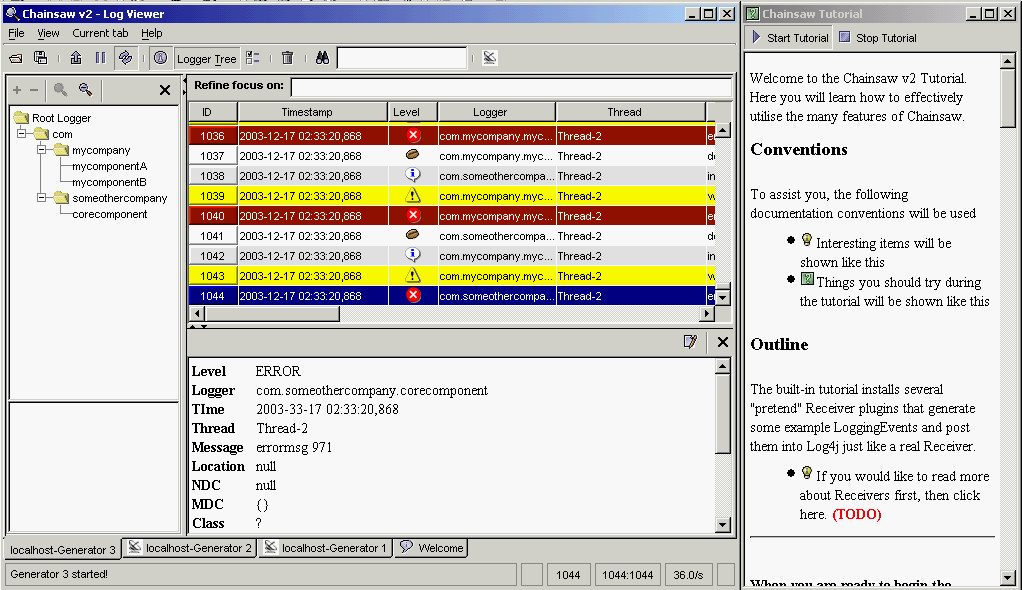 Chainsaw v2 - Log Viewer
File View Current tab Help
Logger Tree
Root Logger
com
mycompany
mycomponentA
mycomponentB
someothercompany
corecomponent
Refine focus on:
ID Timestamp Level Logger Thread
1036 2003-12-17 02:33:20,868 com.mycompany.myc... Thread-2
1037 2003-12-17 02:33:20,868 com.mycompany.myc... Thread-2
1038 2003-12-17 02:33:20,868 com.someothercompa... Thread-2 in
1039 2003-12-17 02:33:20,868 com.mycompany.myc... Thread-2
1040 2003-12-17 02:33:20,868 com.mycompany.myc... Thread-2
1041 2003-12-17 02:33:20,868 com.someothercompa... Thread-2
1042 2003-12-17 02:33:20,868 com.someothercompa... Thread-2 in
1043 2003-12-17 02:33:20,868 com.mycompany.myc... Thread-2
1044 2003-12-17 02:33:20,868 com.someothercompa... Thread-2
Level ERROR
Logger com.someothercompany.corecomponent
TIme 2003-33-17 02:33:20,868
Thread Thread-2
Message errormsg 971
Location null
NDC null
MDC {}
Class ?
localhost-Generator 3 localhost-Generator 2 localhost-Generator 1 Welcome
Generator 3 started! 1044 1044:1044 36.0/s
Chainsaw Tutorial
Start Tutorial Stop Tutorial
Welcome to the Chainsaw v2 Tutorial.
Here you will learn how to effectively
utilise the many features of Chainsaw.
Conventions
To assist you, the following
documentation conventions will be used
Interesting items will be
shown like this
Things you should try during
the tutorial will be shown like this
Outline
The built-in tutorial installs several
"pretend" Receiver plugins that generate
some example LoggingEvents and post
them into Log4j just like a real Receiver.
If you would like to read more
about Receivers first, then click
here. (TODO)
When you are ready to begin the